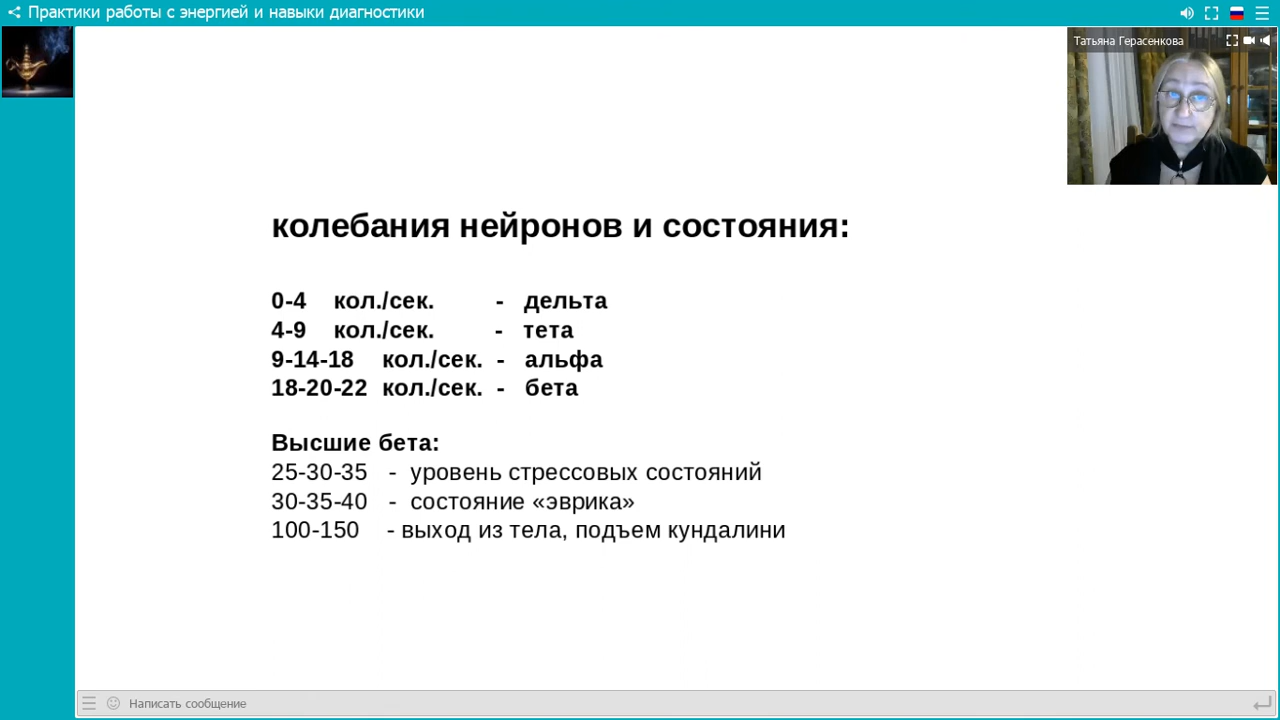 Практики работы с энергией и навыки диагностики
Татьяна Герасенкова
колебания нейронов и состояния:
0-4 кол./сек. - дельта
4-9 кол./сек. - тета
9-14-18 кол./сек. - альфа
18-20-22 кол./сек. - бета
Высшие бета:
25-30-35 - уровень стрессовых состояний
30-35-40 - состояние «эврика»
100-150 - выход из тела, подъем кундалини
Написать сообщение